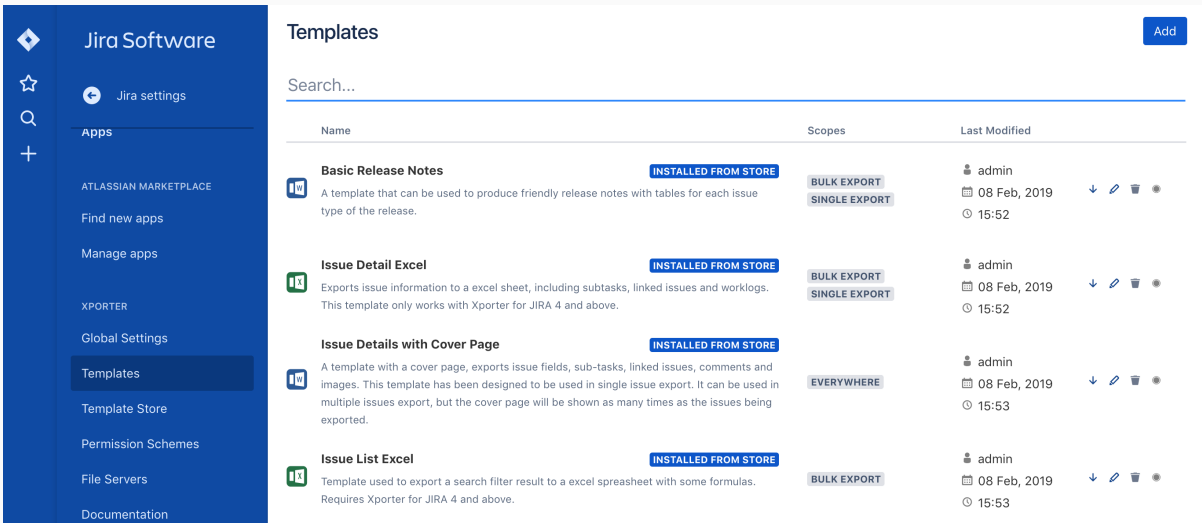 Jira Software
Jira settings
Apps
ATLASSIAN MARKETPLACE
Find new apps
Manage apps
XPORTER
Global Settings
Templates
Template Store
Permission Schemes
File Servers
Documentation
Templates
Add
Search...
Name Scopes Last Modified
Basic Release Notes INSTALLED FROM STORE
A template that can be used to produce friendly release notes with tables for each issue
type of the release.
BULK EXPORT
SINGLE EXPORT
admin
08 Feb, 2019
15:52
Issue Detail Excel INSTALLED FROM STORE
Exports issue information to a excel sheet, including subtasks, linked issues and worklogs.
This template only works with Xporter for JIRA 4 and above.
BULK EXPORT
SINGLE EXPORT
admin
08 Feb, 2019
15:52
Issue Details with Cover Page INSTALLED FROM STORE
A template with a cover page, exports issue fields, sub-tasks, linked issues, comments and
images. This template has been designed to be used in single issue export. It can be used in
multiple issues export, but the cover page will be shown as many times as the issues being
exported.
EVERYWHERE
admin
08 Feb, 2019
15:53
Issue List Excel INSTALLED FROM STORE
Template used to export a search filter result to a excel spreasheet with some formulas.
Requires Xporter for JIRA 4 and above.
BULK EXPORT
admin
08 Feb, 2019
15:53